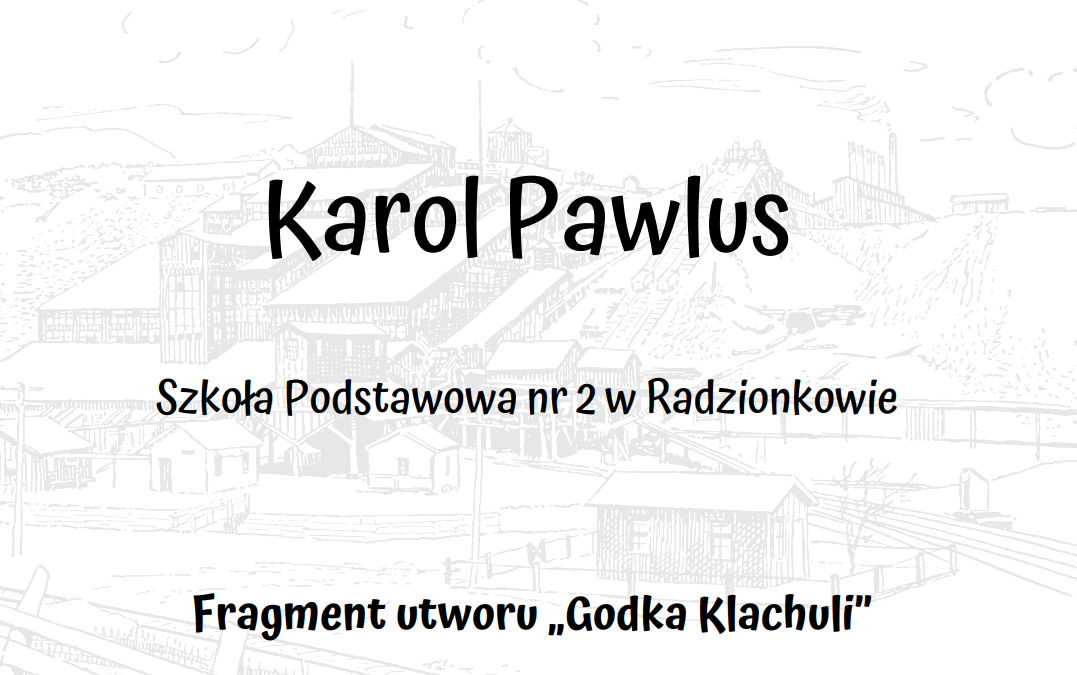 Karol Pawlus
Szkoła Podstawowa nr 2 w Radzionkowie
Fragment utworu „Godka Klachuli”